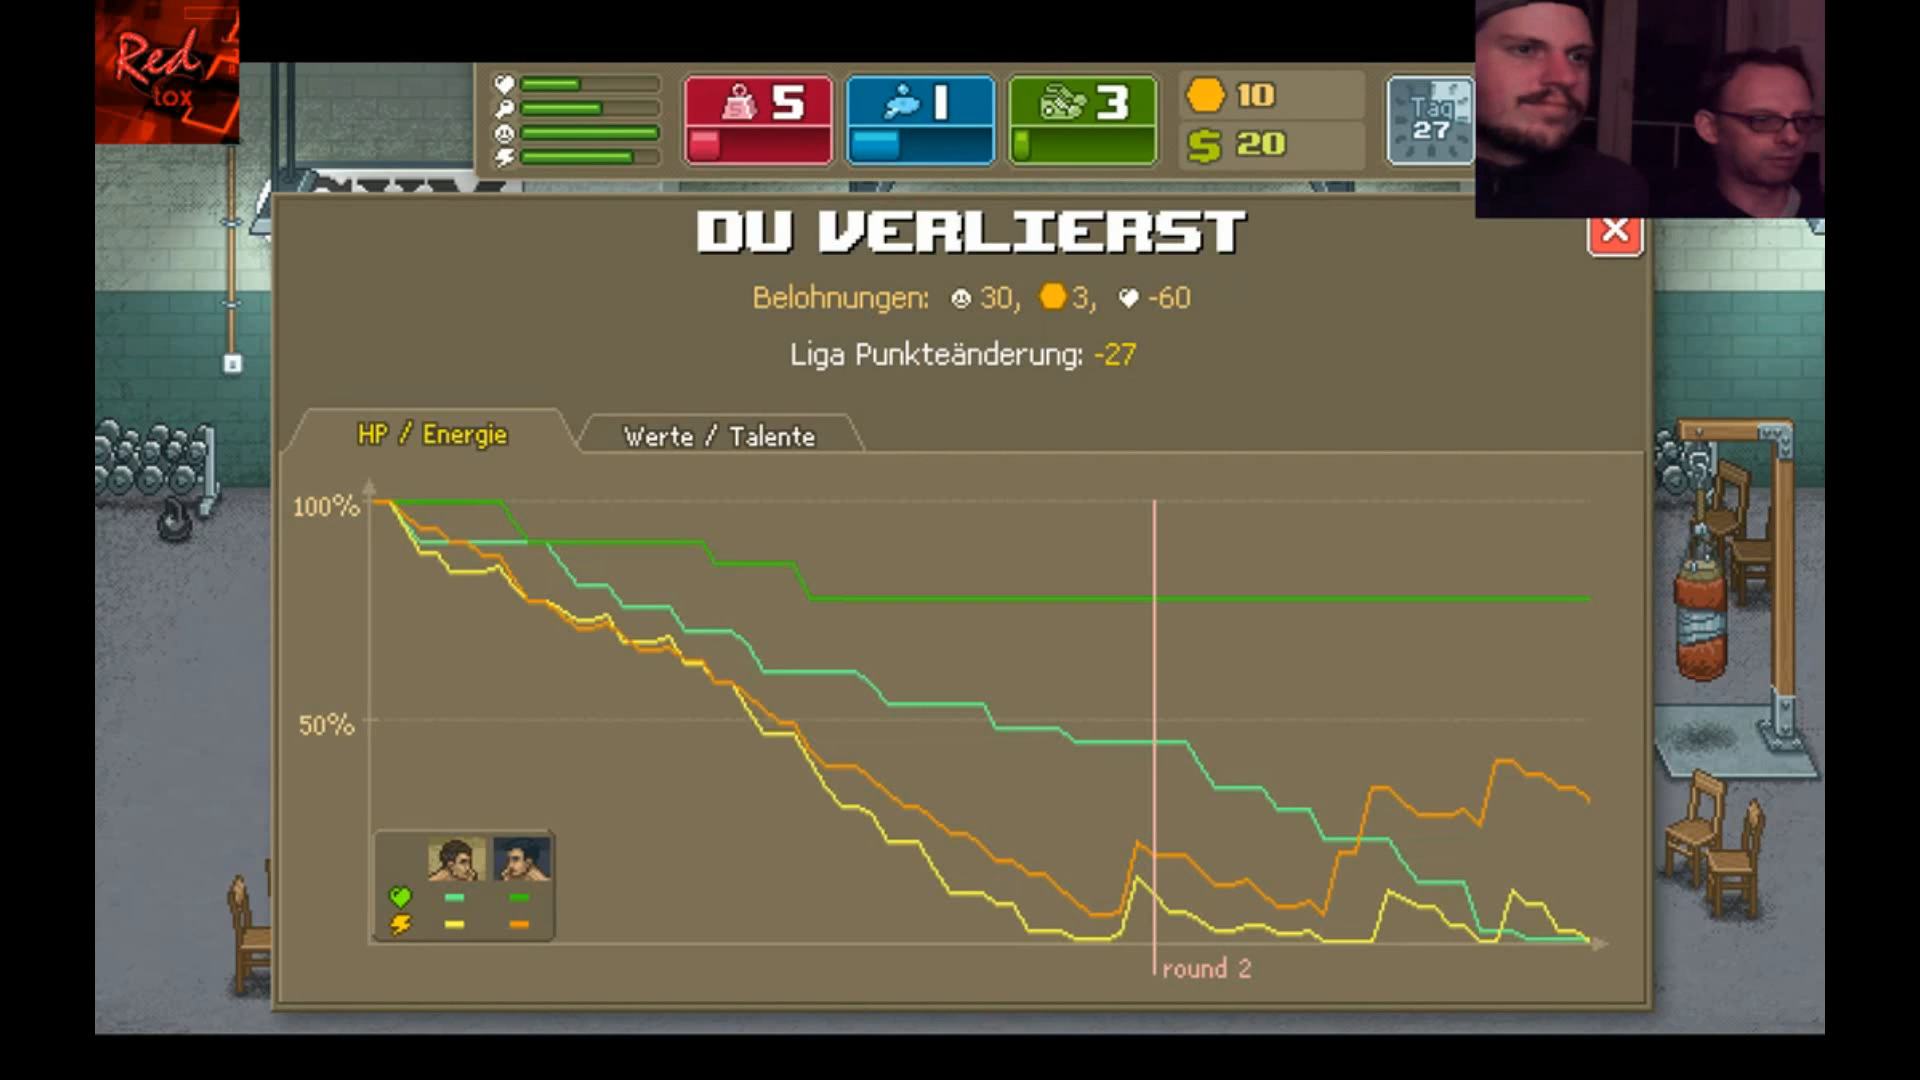 Red
tox
5
1
3
10
20
Tag
27
DU VERLIERST
Belohnungen: 30, 3, -60
Liga Punkteänderung: -27
HP / Energie
Werte / Talente
100%
50%
round 2